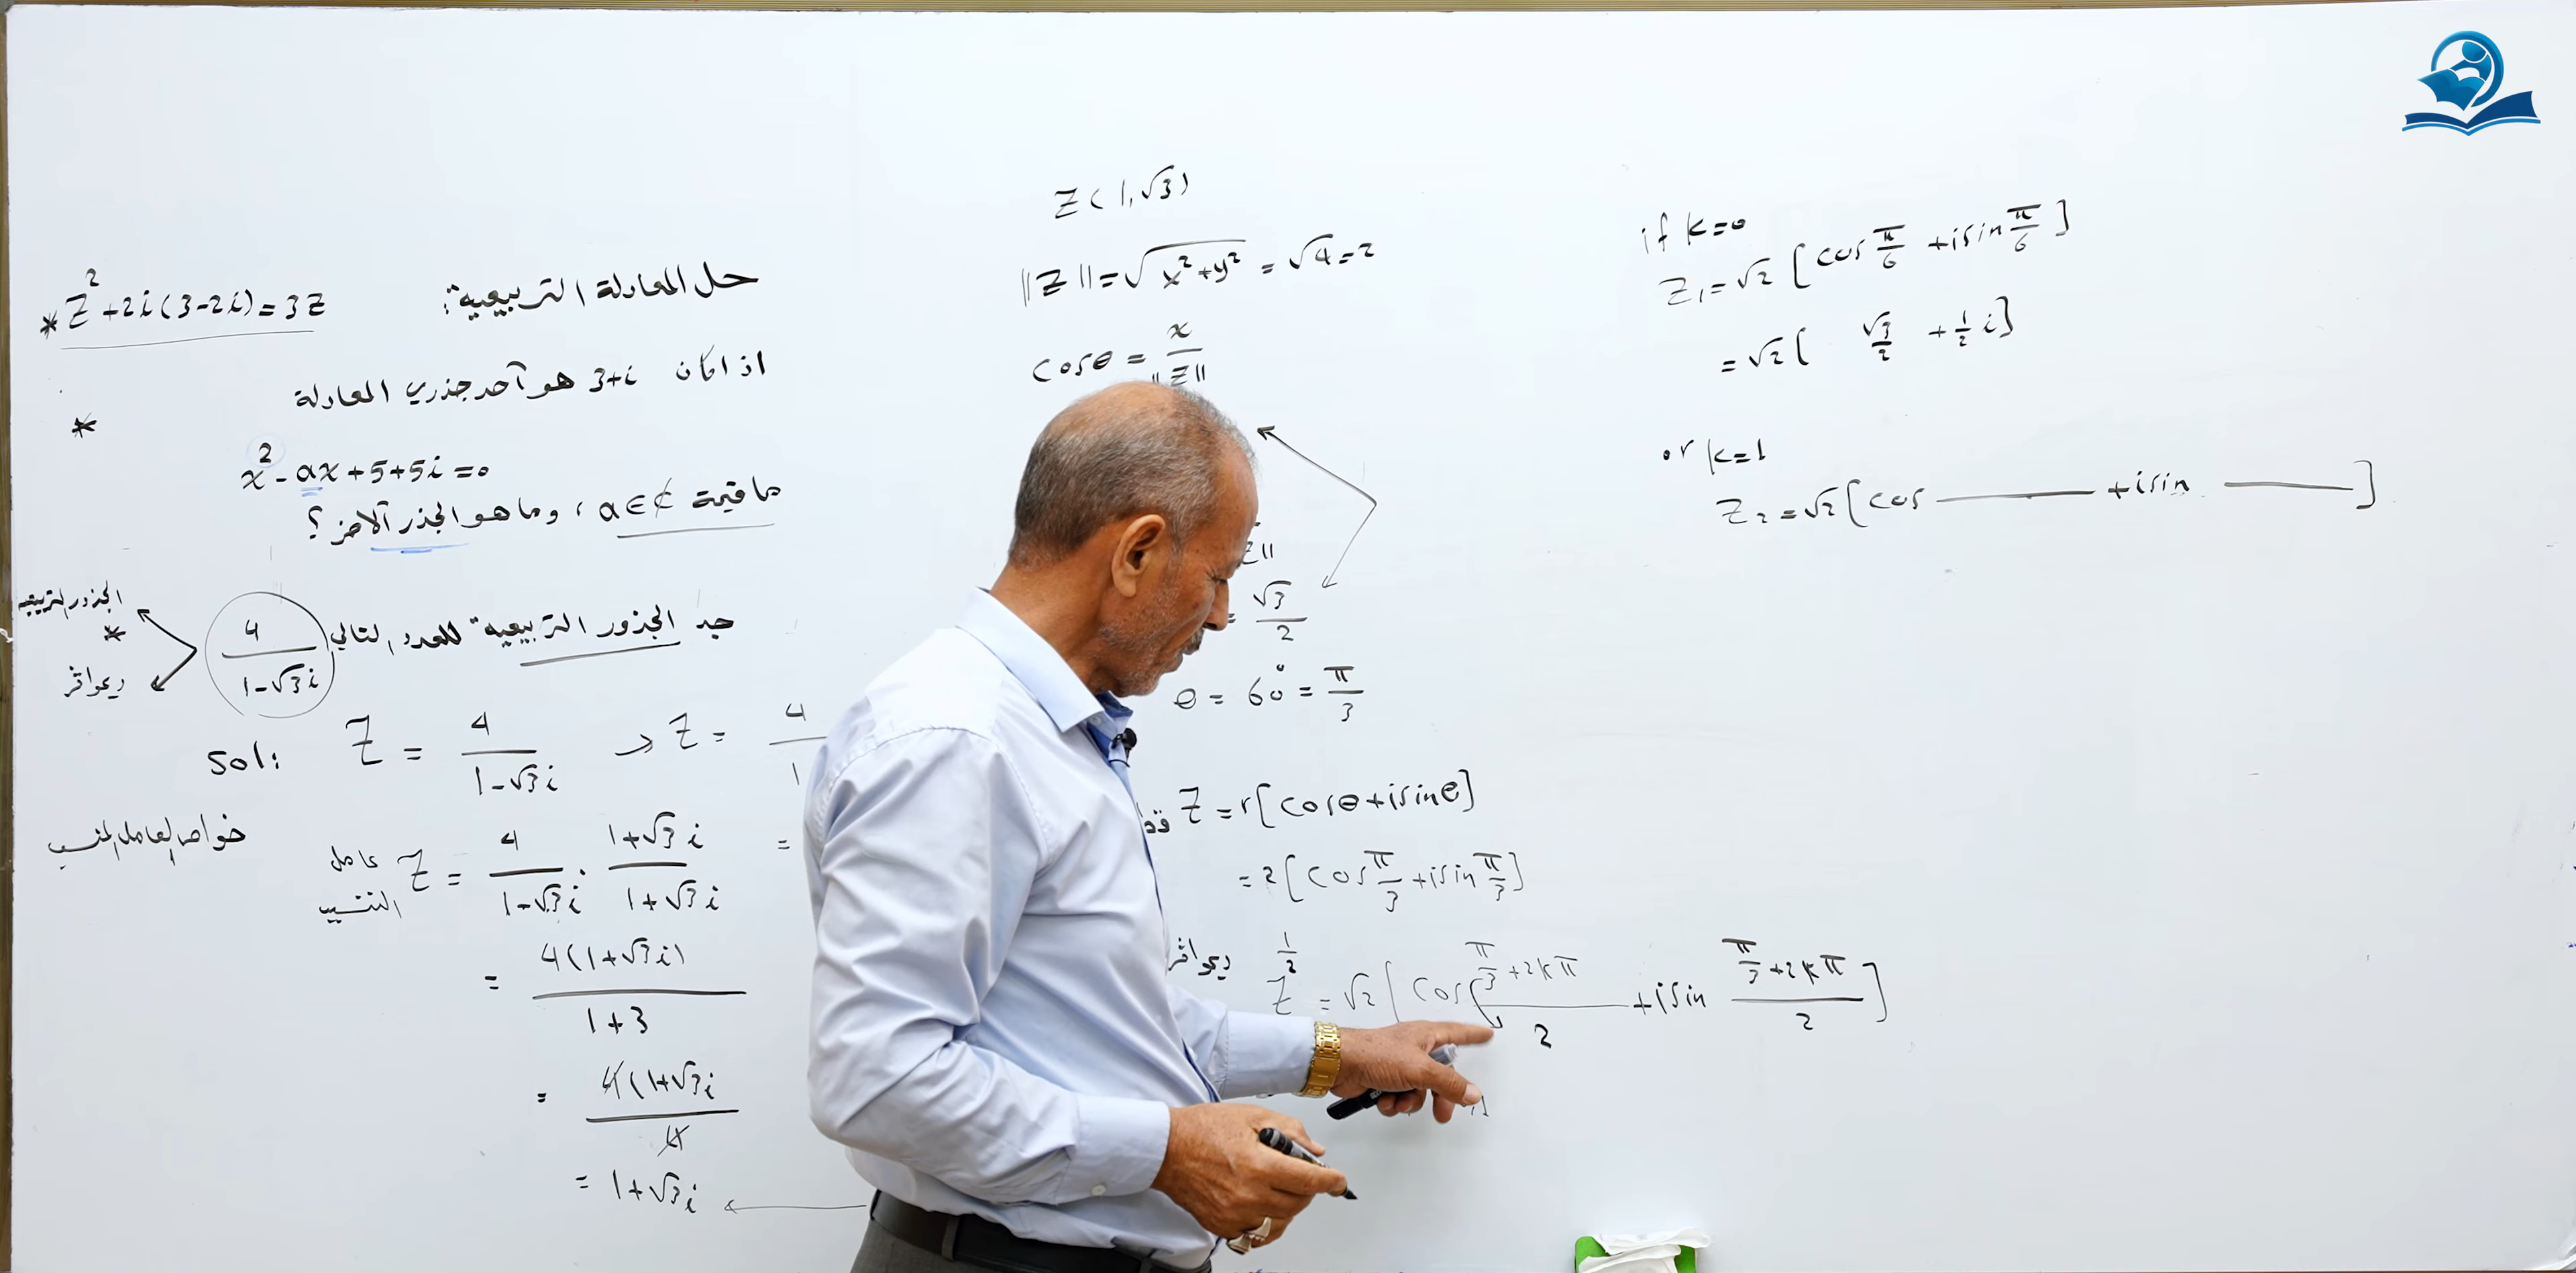 * z² + 2i(3-2i) = 3z
حل المعادلة التربيعية:
* اذا كان 3+i هو أحد جذري المعادلة
x² - ax + 5 + 5i = 0
ما قيمة a ∈ ℂ ، وما هو الجذر الآخر ؟
جد الجذور التربيعية للعدد التالي 4/(1-√3i)
الجذور التربيعية
*
ديموافر
Sol: Z = 4/(1-√3i) → Z = 4/1
خواص العامل المنسب
عامل التنسيب Z = 4/(1-√3i) · (1+√3i)/(1+√3i) =
= 4(1+√3i)/(1+3)
= 4(1+√3i/4
= 1+√3i
Z(1,√3)
||Z|| = √(x²+y²) = √4 = 2
cosθ = x/||Z||
Z||
= √3/2
θ = 60° = π/3
Z = r[cosθ+isinθ]
= 2[cos π/3 + isin π/3]
ديموافر Z^(1/2) = √2[cos (π/3+2kπ)/2 + isin (π/3+2kπ)/2]
if k=0
Z₁ = √2[cos π/6 + isin π/6]
= √2[ √3/2 + 1/2 i]
or k=1
Z₂ = √2[cos ــــــ + isin ــــــ]